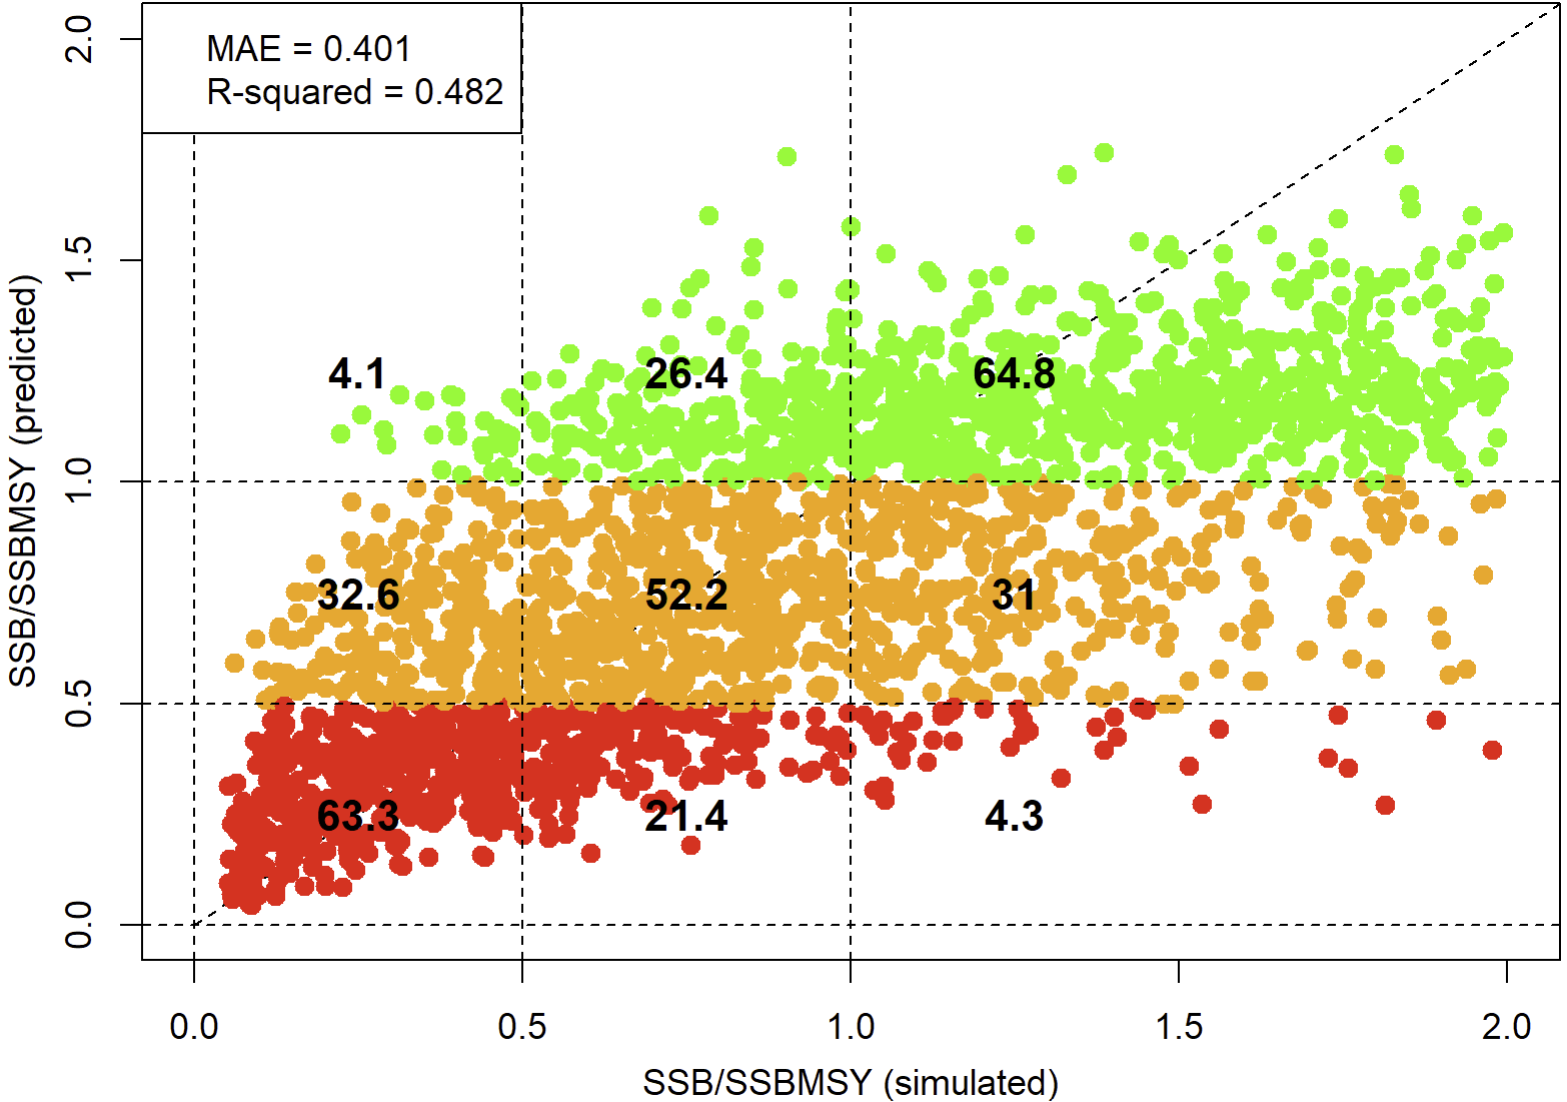 MAE = 0.401
R-squared = 0.482
SSB/SSBMSY (predicted)
2.0
1.5
1.0
0.5
0.0
4.1 26.4 64.8
32.6 52.2 31
63.3 21.4 4.3
0.0 0.5 1.0 1.5 2.0
SSB/SSBMSY (simulated)